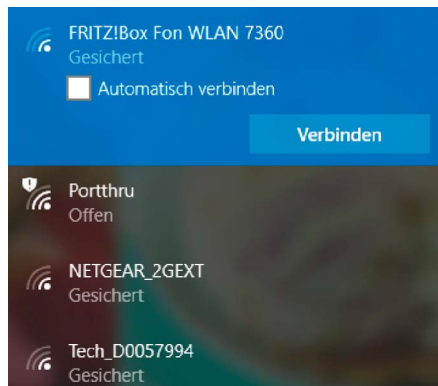 FRITZ!Box Fon WLAN 7360
Gesichert
Automatisch verbinden
Verbinden
Portthru
Offen
NETGEAR_2GEXT
Gesichert
Tech_D0057994
Gesichert